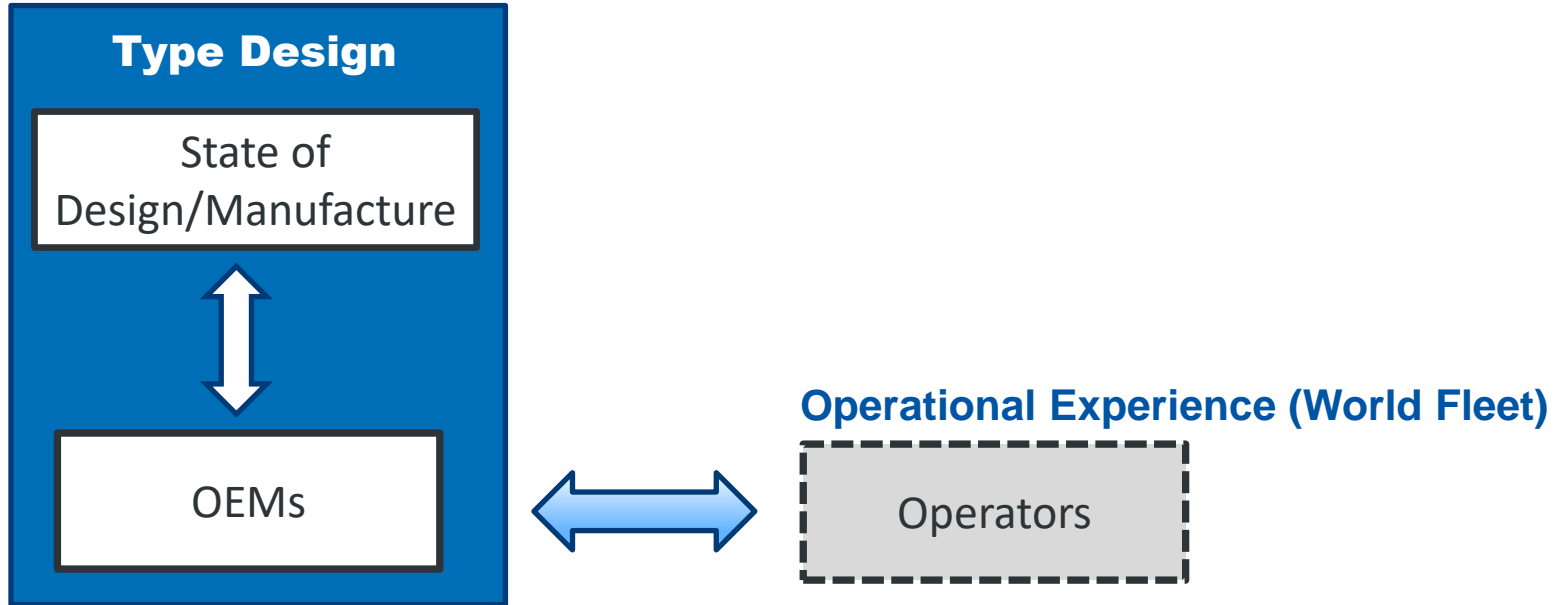 Type Design
State of
Design/Manufacture
OEMs
Operational Experience (World Fleet)
Operators